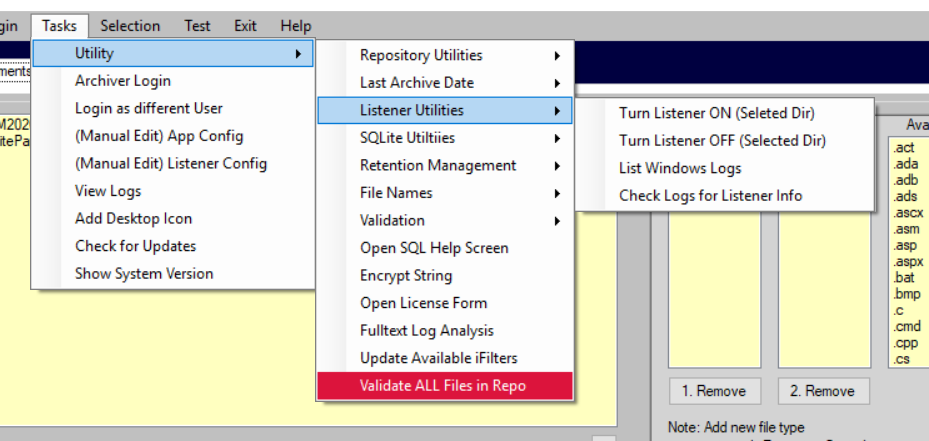 gin Tasks Selection Test Exit Help
ments
M202
itePa
Utility
Archiver Login
Login as different User
(Manual Edit) App Config
(Manual Edit) Listener Config
View Logs
Add Desktop Icon
Check for Updates
Show System Version
Repository Utilities
Last Archive Date
Listener Utilities
SQLite Utiltiies
Retention Management
File Names
Validation
Open SQL Help Screen
Encrypt String
Open License Form
Fulltext Log Analysis
Update Available iFilters
Validate ALL Files in Repo
Turn Listener ON (Seleted Dir)
Turn Listener OFF (Selected Dir)
List Windows Logs
Check Logs for Listener Info
Ava
.act
.ada
.adb
.ads
.ascx
.asm
.asp
.aspx
.bat
.bmp
.c
.cmd
.cpp
.cs
1. Remove
2. Remove
Note: Add new file type